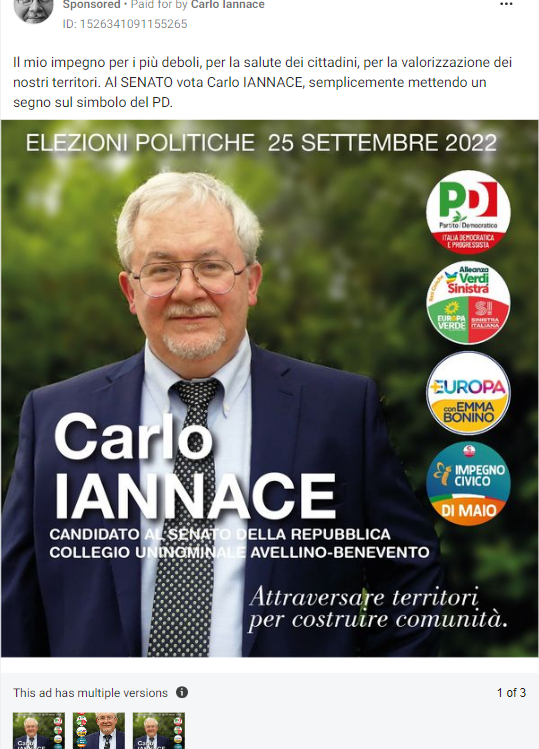 Sponsored • Paid for by Carlo Iannace
ID: 1526341091155265
Il mio impegno per i più deboli, per la salute dei cittadini, per la valorizzazione dei
nostri territori. Al SENATO vota Carlo IANNACE, semplicemente mettendo un
segno sul simbolo del PD.
ELEZIONI POLITICHE 25 SETTEMBRE 2022
PD
Partito Democratico
ITALIA DEMOCRATICA
E PROGRESSISTA
Alleanza
Verdi
Sinistra
EUROPA
VERDE
SI
SINISTRA
ITALIANA
+EUROPA
con EMMA
BONINO
IMPEGNO
CIVICO
DI MAIO
Carlo
IANNACE
CANDIDATO AL SENATO DELLA REPUBBLICA
COLLEGIO UNINOMINALE AVELLINO-BENEVENTO
Attraversare territori
per costruire comunità.
This ad has multiple versions
1 of 3
Carlo
IANNACE
Carlo
IANNACE